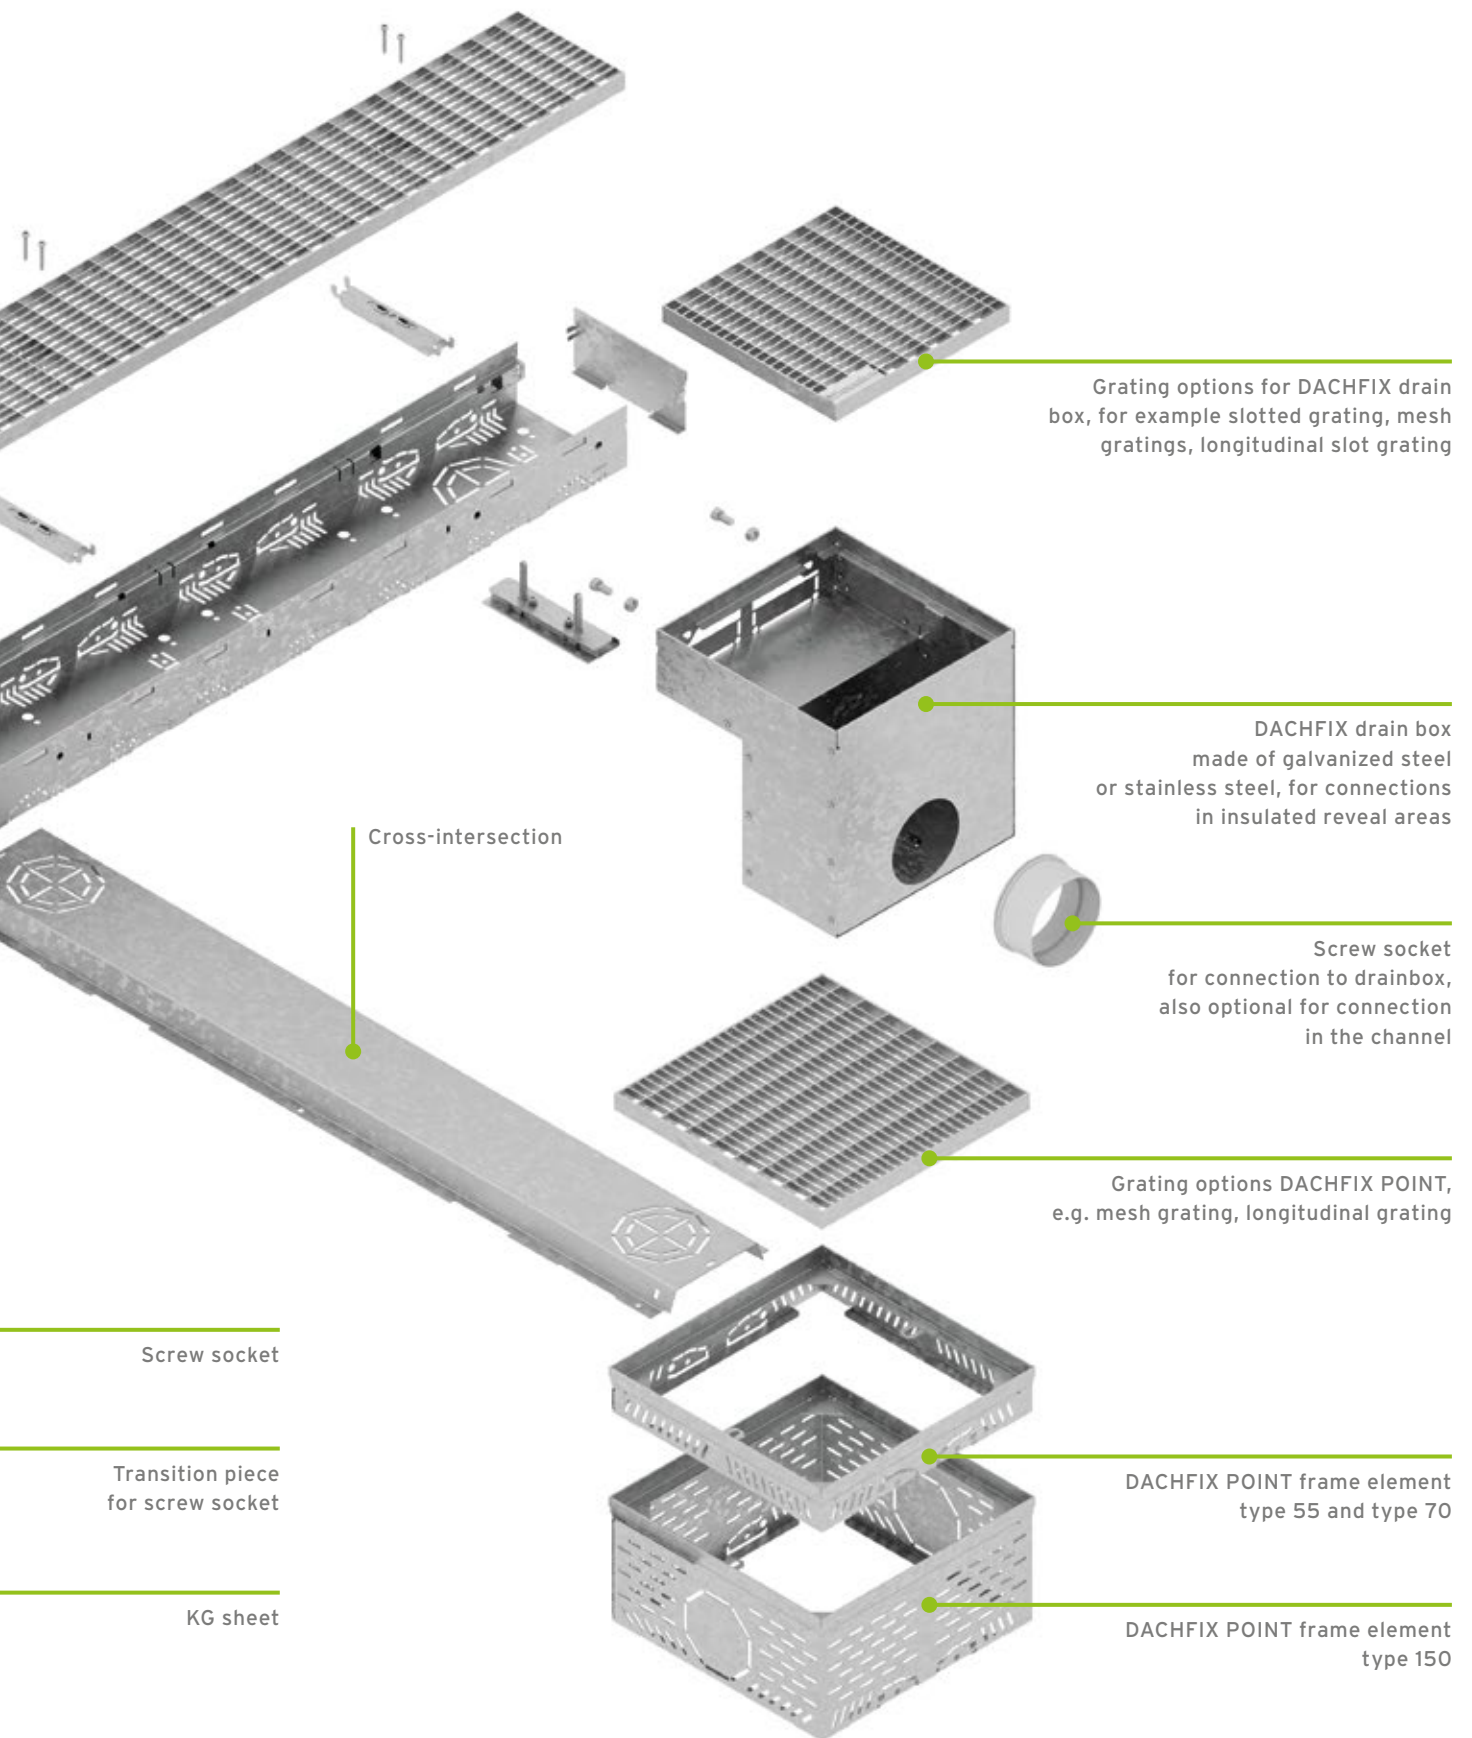 Grating options for DACHFIX drain
box, for example slotted grating, mesh
gratings, longitudinal slot grating
DACHFIX drain box
made of galvanized steel
or stainless steel, for connections
in insulated reveal areas
Cross-intersection
Screw socket
for connection to drainbox,
also optional for connection
in the channel
Grating options DACHFIX POINT,
e.g. mesh grating, longitudinal grating
Screw socket
Transition piece
for screw socket
DACHFIX POINT frame element
type 55 and type 70
KG sheet
DACHFIX POINT frame element
type 150